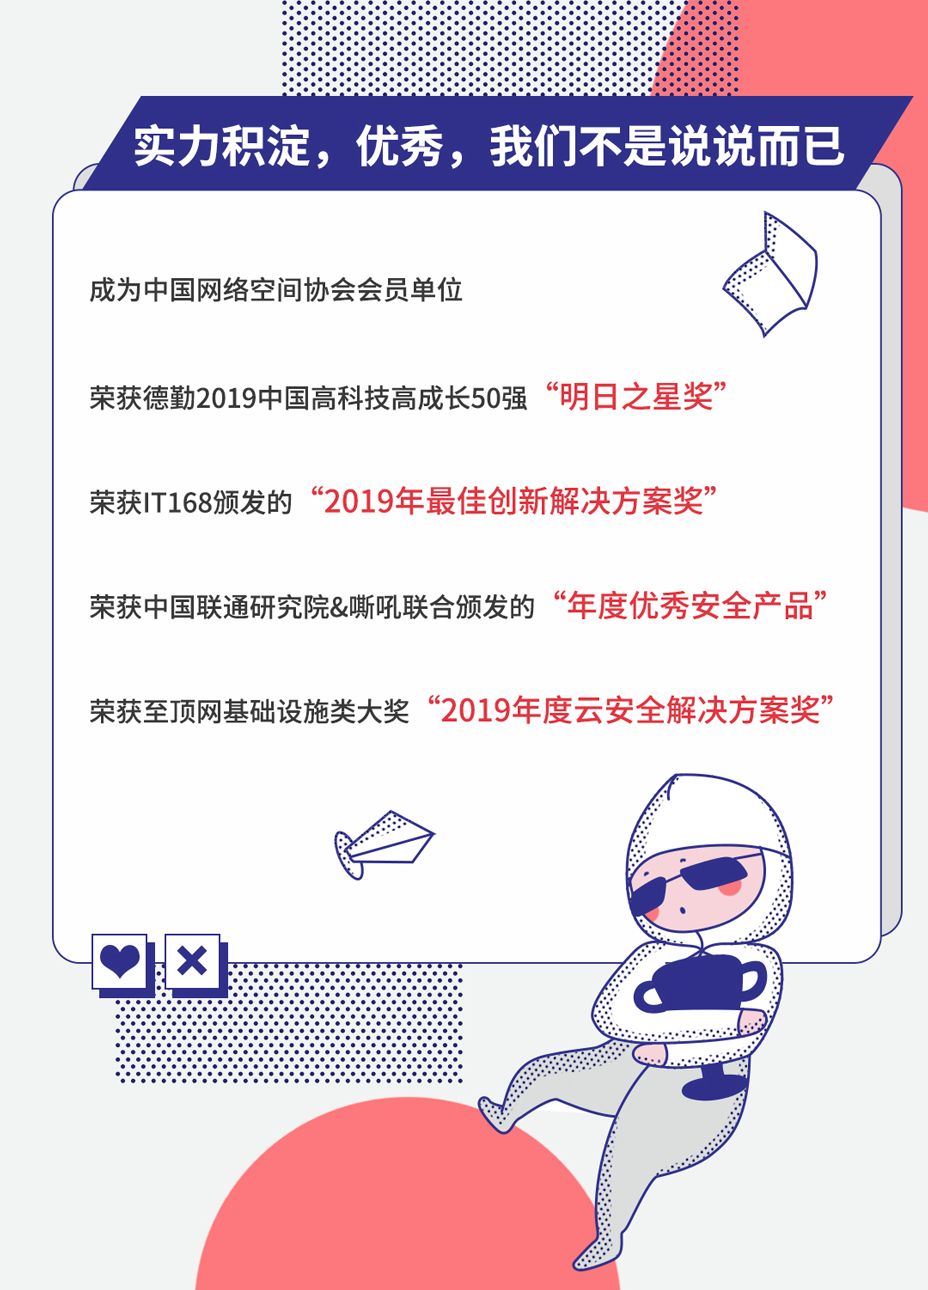 实力积淀，优秀，我们不是说说而已
成为中国网络空间协会会员单位
荣获德勤2019中国高科技高成长50强 “明日之星奖”
荣获IT168颁发的 “2019年最佳创新解决方案奖”
荣获中国联通研究院&嘶吼联合颁发的 “年度优秀安全产品”
荣获至顶网基础设施类大奖 “2019年度云安全解决方案奖”